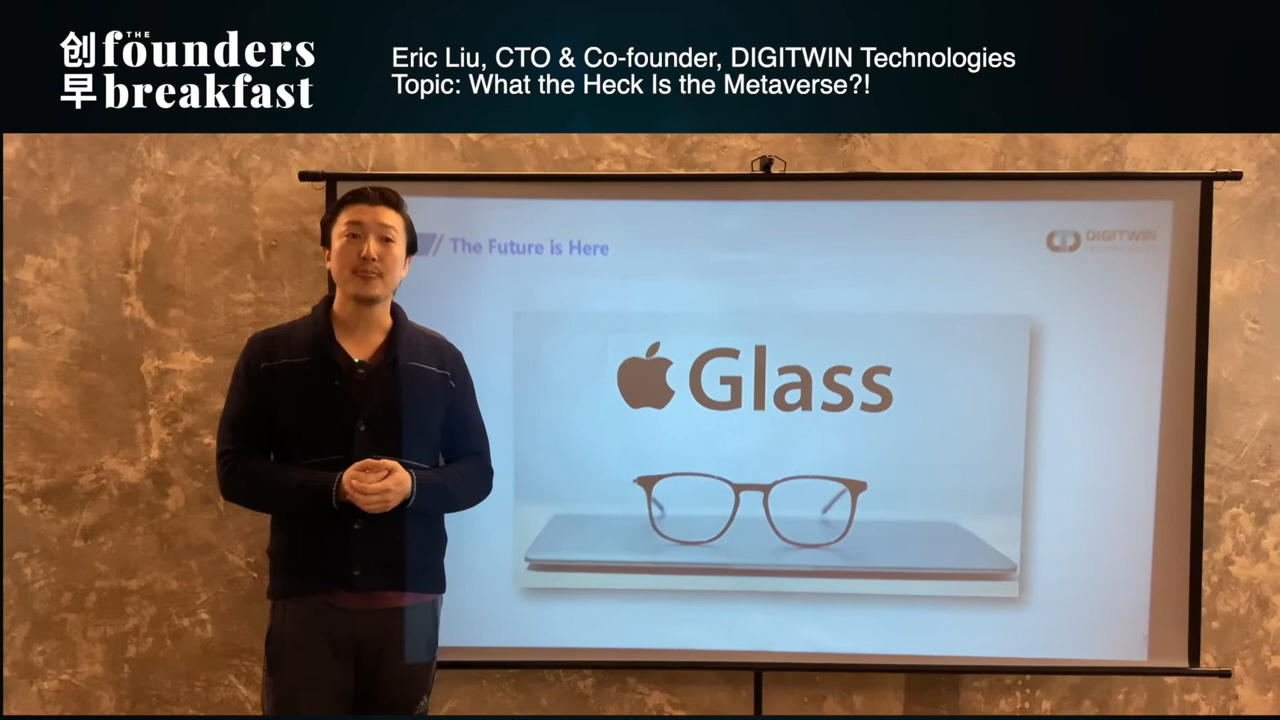 创早
THE
founders
breakfast
Eric Liu, CTO & Co-founder, DIGITWIN Technologies
Topic: What the Heck Is the Metaverse?!
The Future is Here
DIGITWIN
Glass